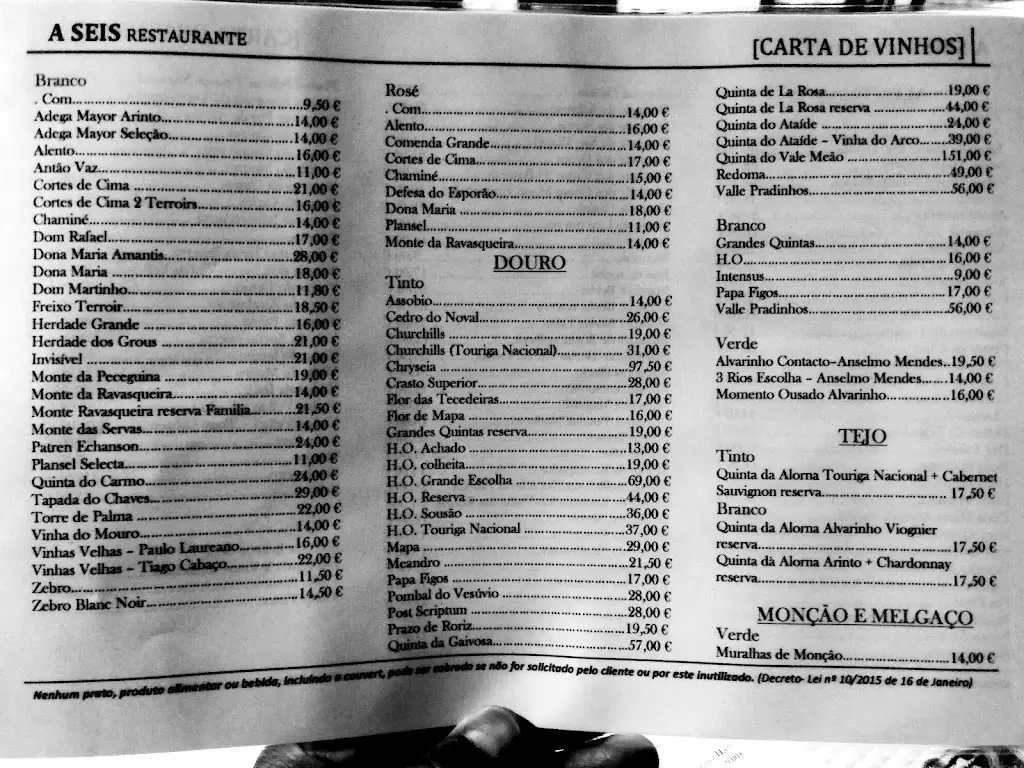 A SEIS RESTAURANTE
[CARTA DE VINHOS]
Branco
. Com.......9,50 €
Adega Mayor Arinto.......14,00 €
Adega Mayor Seleção.......14,00 €
Alento.......16,00 €
Antão Vaz.......11,00 €
Cortes de Cima.......21,00 €
Cortes de Cima 2 Terroirs.......16,00 €
Chaminé.......14,00 €
Dom Rafael.......17,00 €
Dona Maria Amantis.......28,00 €
Dona Maria.......18,00 €
Dom Martinho.......11,80 €
Freixo Terroir.......18,50 €
Herdade Grande.......16,00 €
Herdade dos Grous.......21,00 €
Invisível.......21,00 €
Monte da Peceguina.......19,00 €
Monte da Ravasqueira.......14,00 €
Monte Ravasqueira reserva Familia.......21,50 €
Monte das Servas.......14,00 €
Patren Echanson.......24,00 €
Plansel Selecta.......11,00 €
Quinta do Carmo.......24,00 €
Tapada do Chaves.......29,00 €
Torre de Palma.......22,00 €
Vinha do Mouro.......14,00 €
Vinhas Velhas - Paulo Laureano.......16,00 €
Vinhas Velhas - Tiago Cabaço.......22,00 €
Zebro.......11,50 €
Zebro Blanc Noir.......14,50 €
Rosé
. Com.......14,00 €
Alento.......16,00 €
Comenda Grande.......14,00 €
Cortes de Cima.......17,00 €
Chaminé.......15,00 €
Defesa do Esporão.......14,00 €
Dona Maria.......18,00 €
Plansel.......11,00 €
Monte da Ravasqueira.......14,00 €
DOURO
Tinto
Assobio.......14,00 €
Cedro do Noval.......26,00 €
Churchills.......19,00 €
Churchills (Touriga Nacional).......31,00 €
Chryseia.......97,50 €
Crasto Superior.......28,00 €
Flor das Tecedeiras.......17,00 €
Flor de Mapa.......16,00 €
Grandes Quintas reserva.......19,00 €
H.O. Achado.......13,00 €
H.O. colheita.......19,00 €
H.O. Grande Escolha.......69,00 €
H.O. Reserva.......44,00 €
H.O. Sousão.......36,00 €
H.O. Touriga Nacional.......37,00 €
Mapa.......29,00 €
Meandro.......21,50 €
Papa Figos.......17,00 €
Pombal do Vesúvio.......28,00 €
Post Scriptum.......28,00 €
Prazo de Roriz.......19,50 €
Quinta da Gaivosa.......57,00 €
Quinta de La Rosa.......19,00 €
Quinta de La Rosa reserva.......44,00 €
Quinta do Ataíde.......24,00 €
Quinta do Ataíde - Vinha do Arco.......39,00 €
Quinta do Vale Meão.......151,00 €
Redoma.......49,00 €
Valle Pradinhos.......56,00 €
Branco
Grandes Quintas.......14,00 €
H.O.......16,00 €
Intensus.......9,00 €
Papa Figos.......17,00 €
Valle Pradinhos.......56,00 €
Verde
Alvarinho Contacto-Anselmo Mendes..19,50 €
3 Rios Escolha - Anselmo Mendes.......14,00 €
Momento Ousado Alvarinho.......16,00 €
TEJO
Tinto
Quinta da Alorna Touriga Nacional + Cabernet
Sauvignon reserva....... 17,50 €
Branco
Quinta da Alorna Alvarinho Viognier
reserva.......17,50 €
Quinta da Alorna Arinto + Chardonnay
reserva.......17,50 €
MONÇÃO E MELGAÇO
Verde
Muralhas de Monção.......14,00 €
Nenhum prato, produto alimentar ou bebida, incluindo o couvert, pode ser cobrado se não for solicitado pelo cliente ou por este inutilizado. (Decreto- Lei nº 10/2015 de 16 de Janeiro)